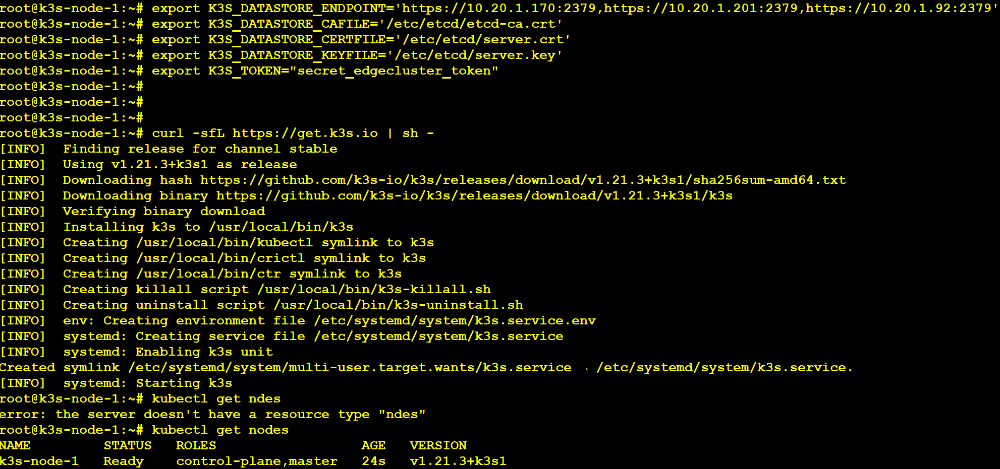 root@k3s-node-1:~# export K3S_DATASTORE_ENDPOINT='https://10.20.1.170:2379,https://10.20.1.201:2379,https://10.20.1.92:2379'
root@k3s-node-1:~# export K3S_DATASTORE_CAFILE='/etc/etcd/etcd-ca.crt'
root@k3s-node-1:~# export K3S_DATASTORE_CERTFILE='/etc/etcd/server.crt'
root@k3s-node-1:~# export K3S_DATASTORE_KEYFILE='/etc/etcd/server.key'
root@k3s-node-1:~# export K3S_TOKEN="secret_edgecluster_token"
root@k3s-node-1:~#
root@k3s-node-1:~#
root@k3s-node-1:~#
root@k3s-node-1:~# curl -sfL https://get.k3s.io | sh -
[INFO]  Finding release for channel stable
[INFO]  Using v1.21.3+k3s1 as release
[INFO]  Downloading hash https://github.com/k3s-io/k3s/releases/download/v1.21.3+k3s1/sha256sum-amd64.txt
[INFO]  Downloading binary https://github.com/k3s-io/k3s/releases/download/v1.21.3+k3s1/k3s
[INFO]  Verifying binary download
[INFO]  Installing k3s to /usr/local/bin/k3s
[INFO]  Creating /usr/local/bin/kubectl symlink to k3s
[INFO]  Creating /usr/local/bin/crictl symlink to k3s
[INFO]  Creating /usr/local/bin/ctr symlink to k3s
[INFO]  Creating killall script /usr/local/bin/k3s-killall.sh
[INFO]  Creating uninstall script /usr/local/bin/k3s-uninstall.sh
[INFO]  env: Creating environment file /etc/systemd/system/k3s.service.env
[INFO]  systemd: Creating service file /etc/systemd/system/k3s.service
[INFO]  systemd: Enabling k3s unit
Created symlink /etc/systemd/system/multi-user.target.wants/k3s.service → /etc/systemd/system/k3s.service.
[INFO]  systemd: Starting k3s
root@k3s-node-1:~# kubectl get ndes
error: the server doesn't have a resource type "ndes"
root@k3s-node-1:~# kubectl get nodes
NAME         STATUS   ROLES                  AGE   VERSION
k3s-node-1   Ready    control-plane,master   24s   v1.21.3+k3s1